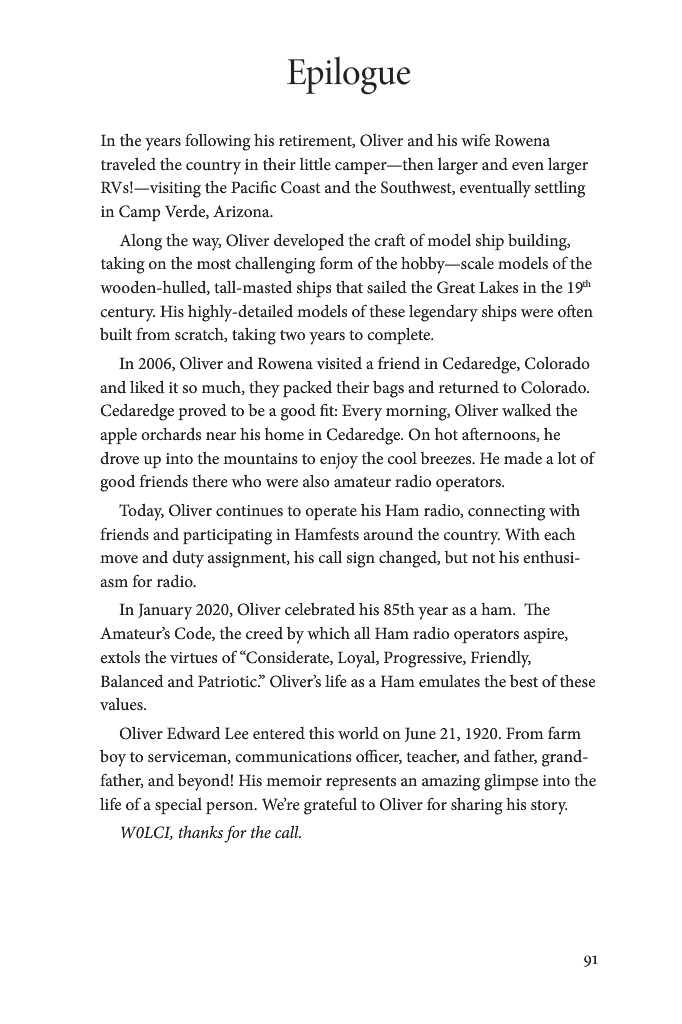 Epilogue
In the years following his retirement, Oliver and his wife Rowena
traveled the country in their little camper—then larger and even larger
RVs!—visiting the Pacific Coast and the Southwest, eventually settling
in Camp Verde, Arizona.
Along the way, Oliver developed the craft of model ship building,
taking on the most challenging form of the hobby—scale models of the
wooden-hulled, tall-masted ships that sailed the Great Lakes in the 19th
century. His highly-detailed models of these legendary ships were often
built from scratch, taking two years to complete.
In 2006, Oliver and Rowena visited a friend in Cedaredge, Colorado
and liked it so much, they packed their bags and returned to Colorado.
Cedaredge proved to be a good fit: Every morning, Oliver walked the
apple orchards near his home in Cedaredge. On hot afternoons, he
drove up into the mountains to enjoy the cool breezes. He made a lot of
good friends there who were also amateur radio operators.
Today, Oliver continues to operate his Ham radio, connecting with
friends and participating in Hamfests around the country. With each
move and duty assignment, his call sign changed, but not his enthusi-
asm for radio.
In January 2020, Oliver celebrated his 85th year as a ham.  The
Amateur’s Code, the creed by which all Ham radio operators aspire,
extols the virtues of “Considerate, Loyal, Progressive, Friendly,
Balanced and Patriotic.” Oliver’s life as a Ham emulates the best of these
values.
Oliver Edward Lee entered this world on June 21, 1920. From farm
boy to serviceman, communications officer, teacher, and father, grand-
father, and beyond! His memoir represents an amazing glimpse into the
life of a special person. We’re grateful to Oliver for sharing his story.
W0LCI, thanks for the call.
91